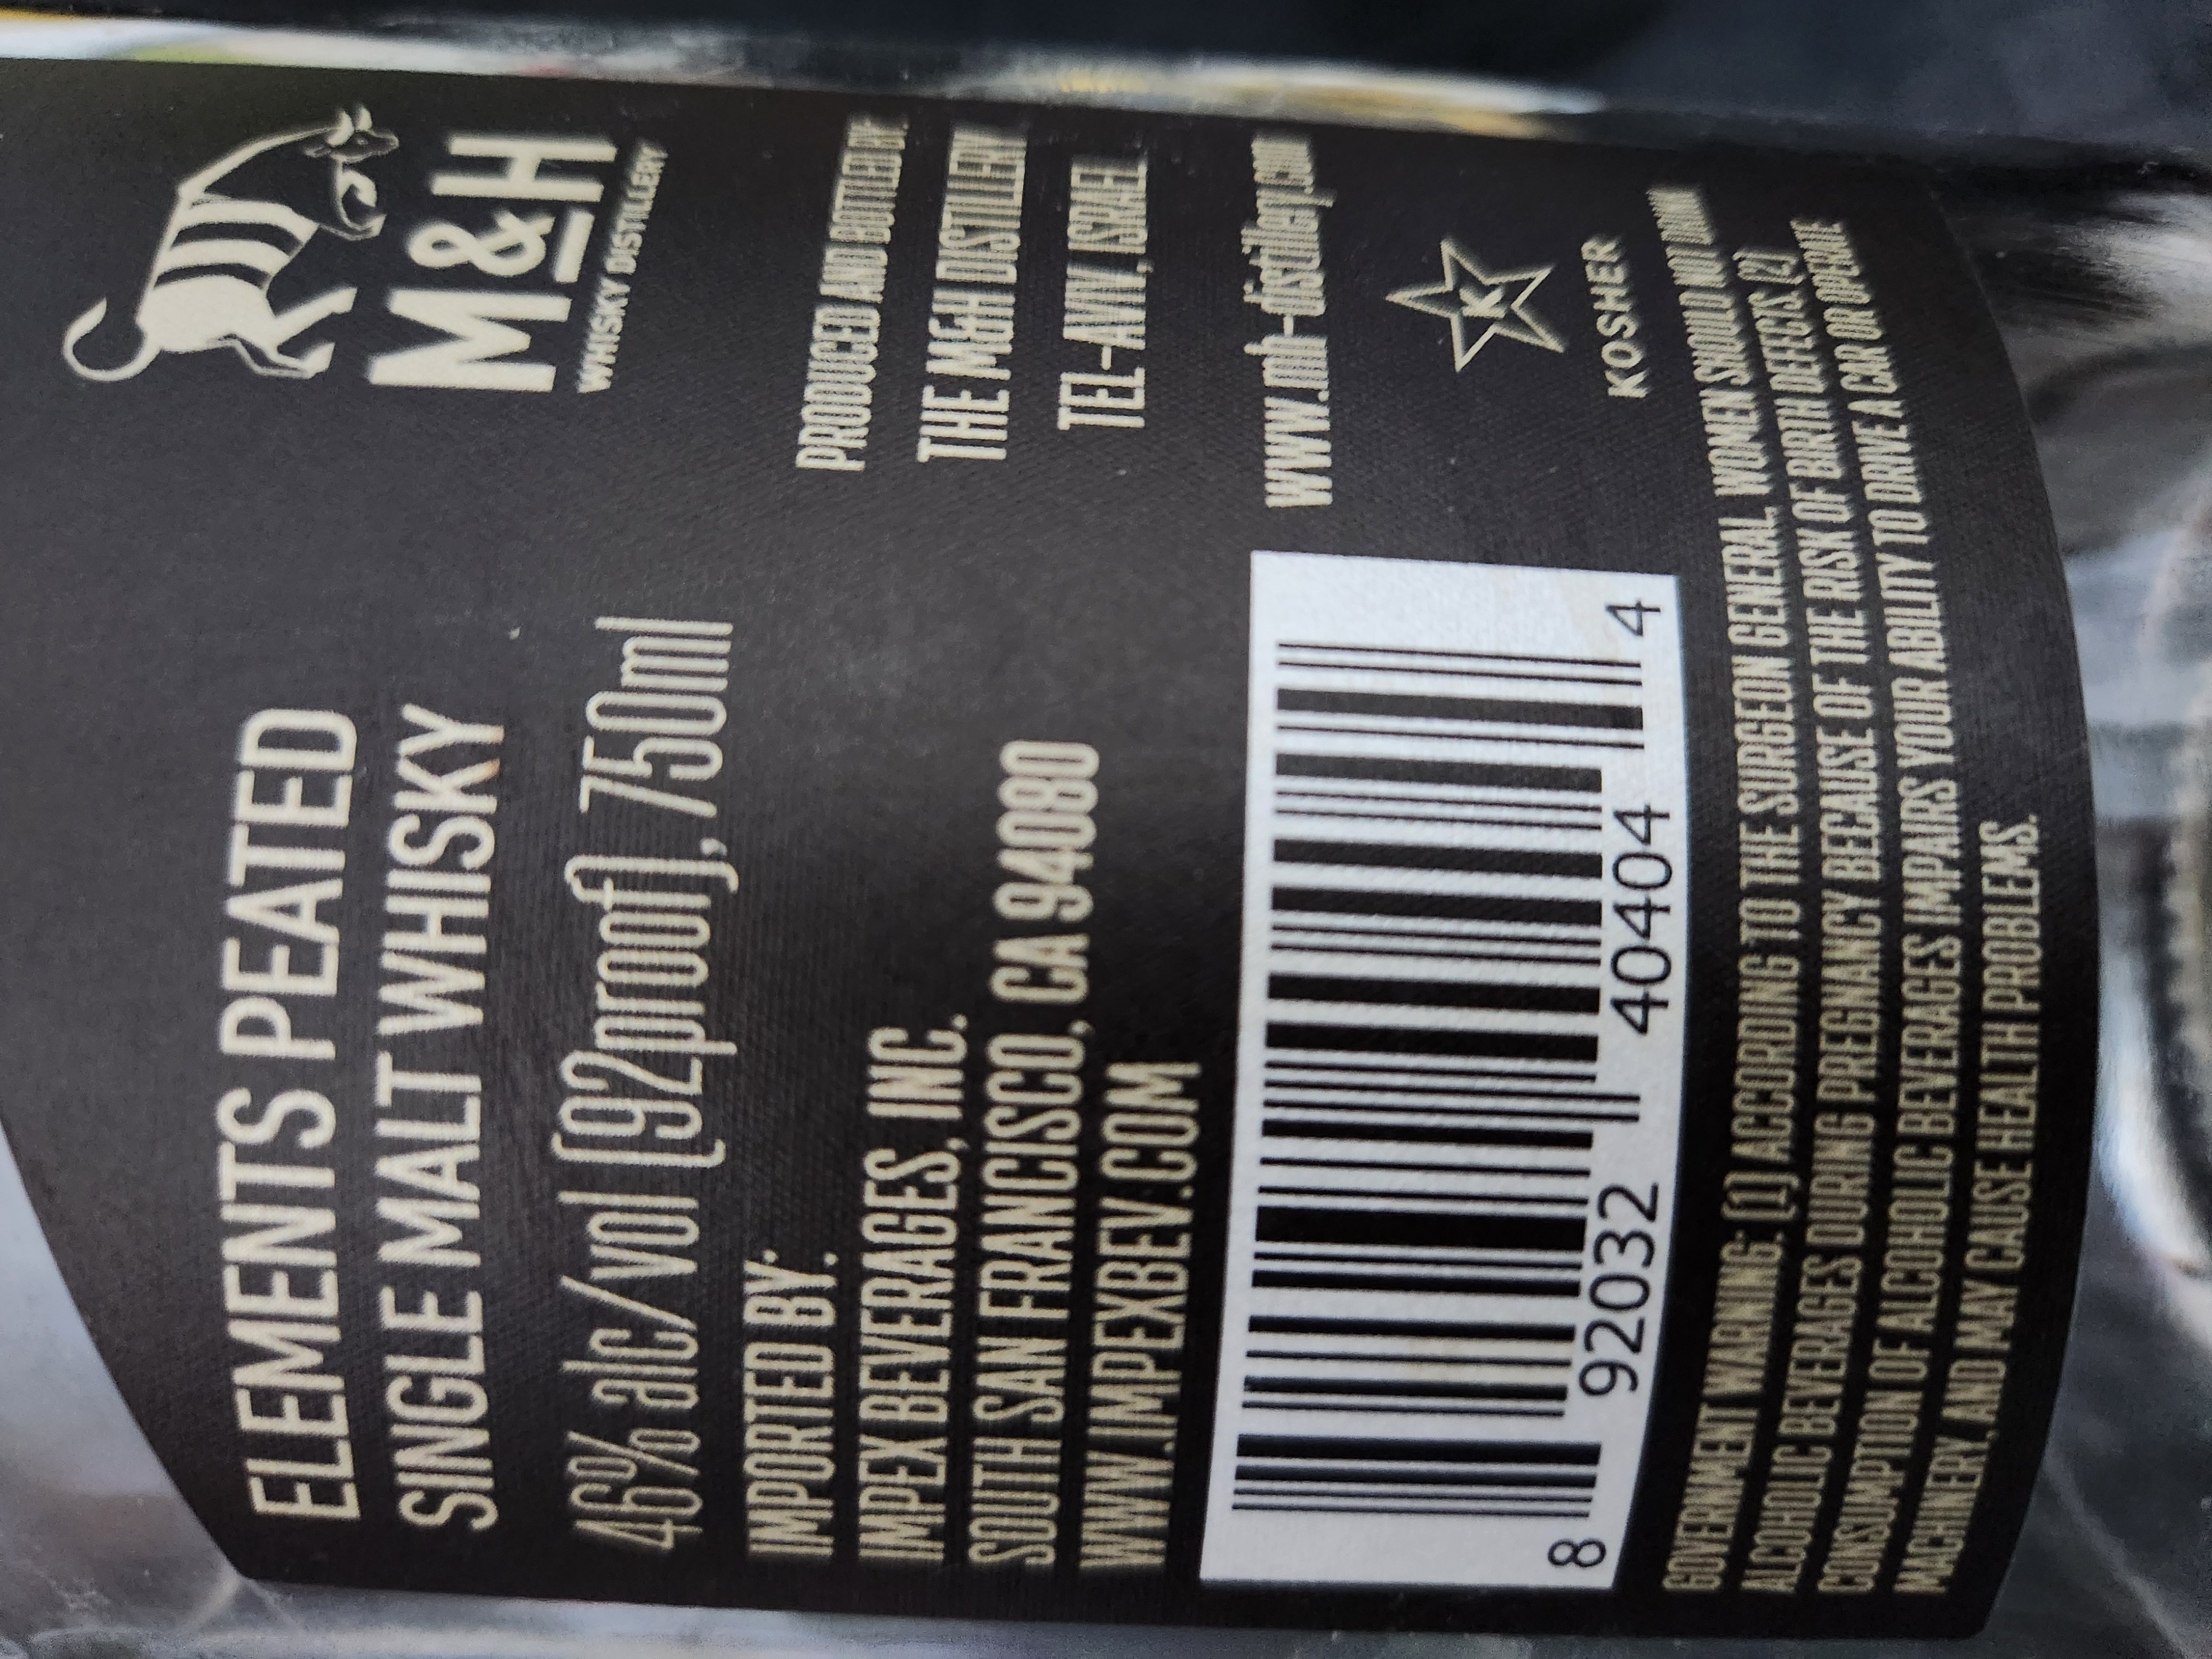 ELEMENTS PEATED
SINGLE MALT WHISKY
46% alc/vol (92proof), 750ml
IMPORTED BY:
IMPEX BEVERAGES, INC.
SOUTH SAN FRANCISCO, CA 94080
WWW.IMPEXBEV.COM
8 92032 40404 4
M&H
WHISKY DISTILLERY
PRODUCED AND BOTTLED BY:
THE M&H DISTILLERY
TEL-AVIV, ISRAEL
www.mh-distillery.com
K
KOSHER
GOVERNMENT WARNING: (1) ACCORDING TO THE SURGEON GENERAL, WOMEN SHOULD NOT DRINK
ALCOHOLIC BEVERAGES DURING PREGNANCY BECAUSE OF THE RISK OF BIRTH DEFECTS. (2)
CONSUMPTION OF ALCOHOLIC BEVERAGES IMPAIRS YOUR ABILITY TO DRIVE A CAR OR OPERATE
MACHINERY, AND MAY CAUSE HEALTH PROBLEMS.